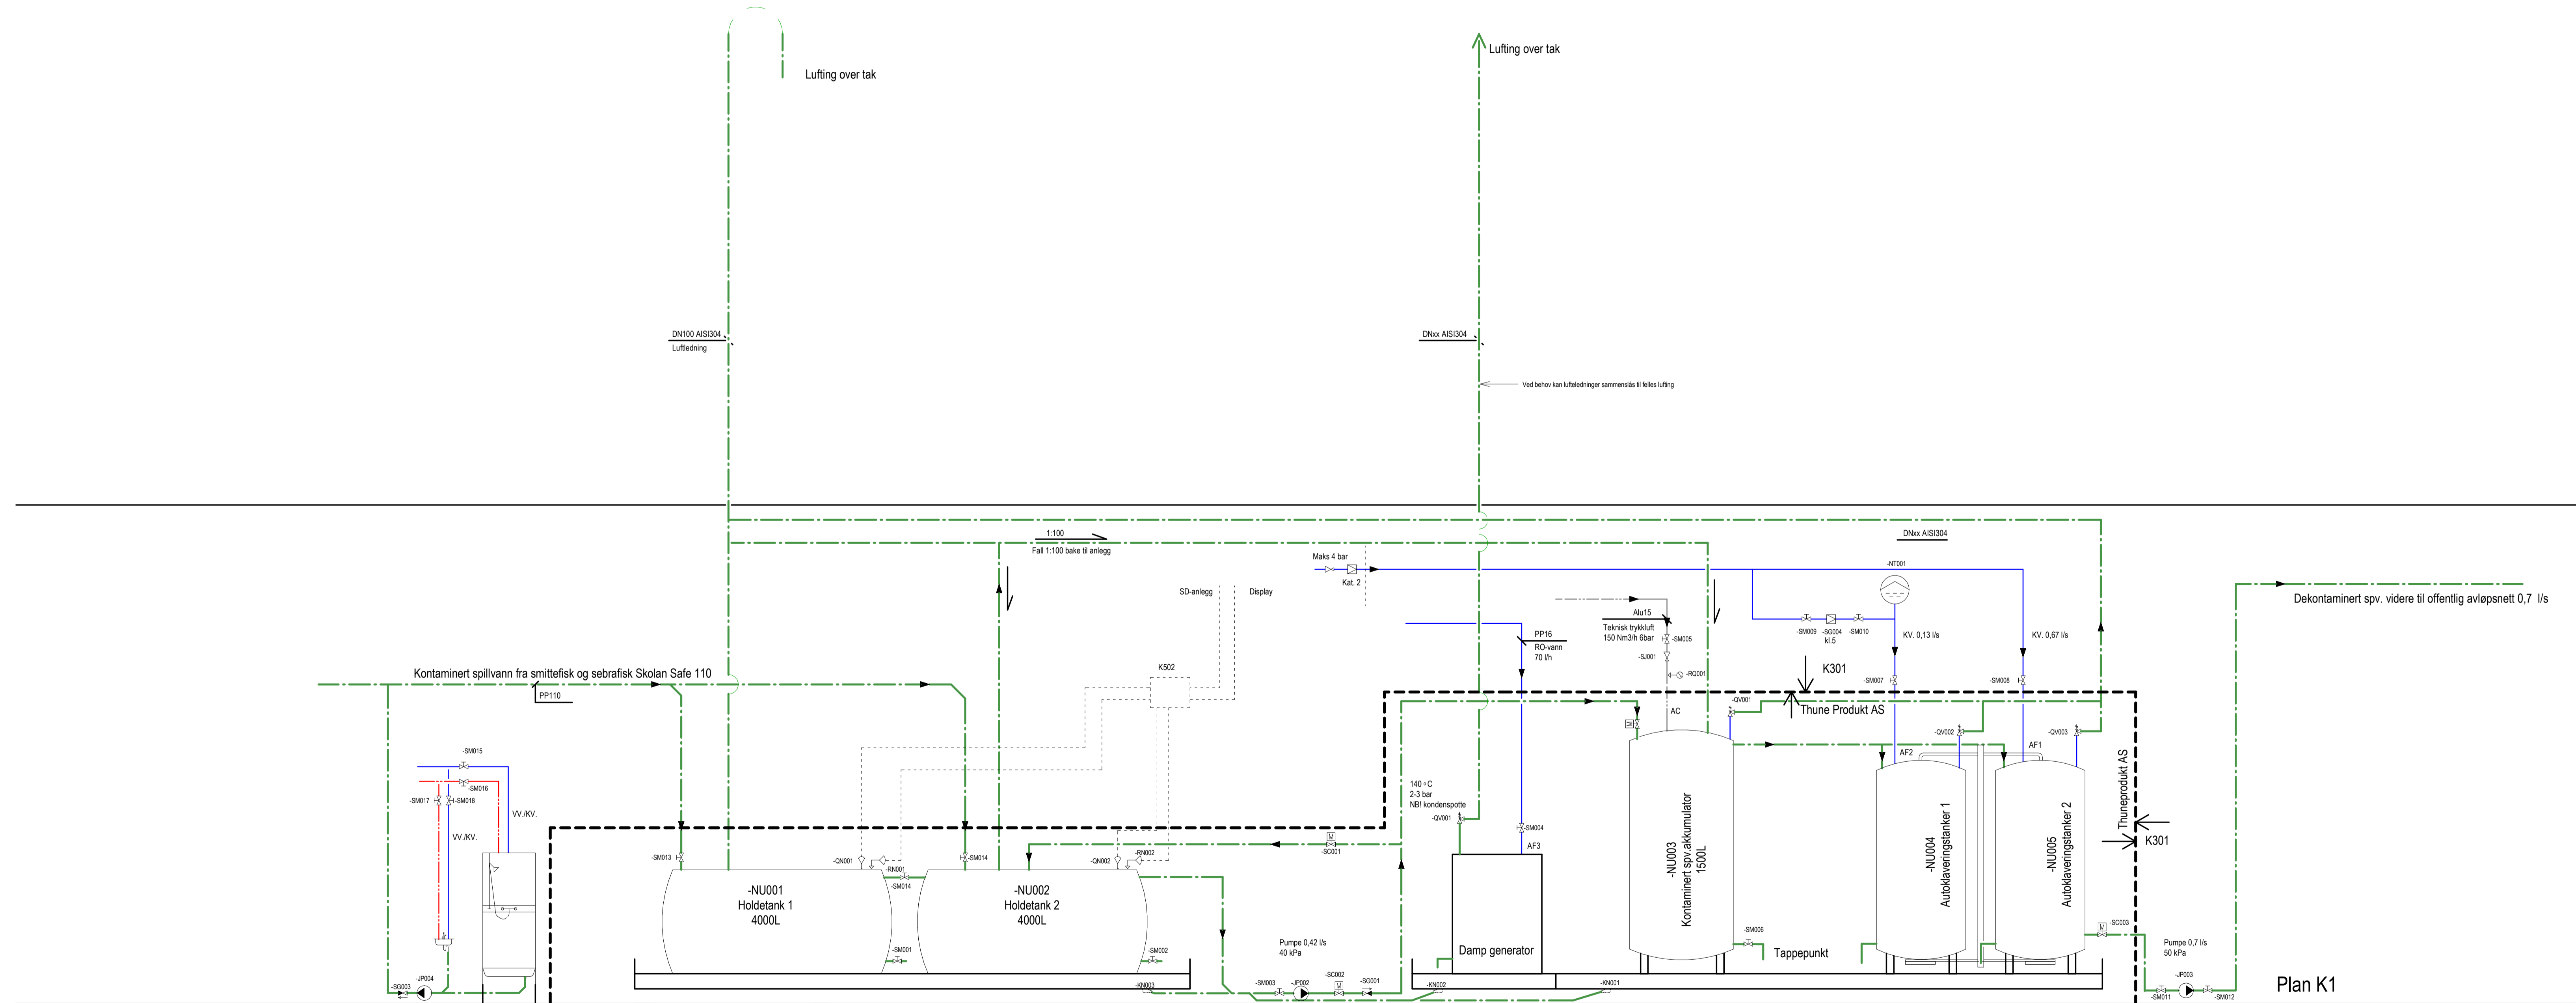 Lufting over tak
Lufting over tak
DN100 AISI304
Luftledning
DNxx AISI304
Ved behov kan lufteledninger sammenslås til felles lufting
1:100
Fall 1:100 bake til anlegg
DNxx AISI304
Maks 4 bar
Kat. 2
-NT001
SD-anlegg
Display
Dekontaminert spv. videre til offentlig avløpsnett 0,7 l/s
Alu15
Teknisk trykkluft
150 Nm3/h 6bar
-SM005
-SJ001
-RQ001
AC
PP16
RO-vann
70 l/h
-SM009
-SG004
kl.5
-SM010
KV. 0,13 l/s
KV. 0,67 l/s
Kontaminert spillvann fra smittefisk og sebrafisk Skolan Safe 110
PP110
K502
K301
-SM007
-SM008
-QV001
Thune Produkt AS
-QV002
-QV003
AF2
AF1
Thuneprodukt AS
K301
-SM015
-SM016
-SM017
-SM018
VV./KV.
VV./KV.
140°C
2-3 bar
NB! kondenspotte
-QV001
-SM004
AF3
-SM013
-QN001
-RN001
-SM014
-SM014
-QN002
-RN002
-SC001
-NU001
Holdetank 1
4000L
-NU002
Holdetank 2
4000L
-NU003
Kontaminert spv.akkumulator
1500L
-NU004
Autoklaveringstanker 1
-NU005
Autoklaveringstanker 2
-SM001
-SM002
Pumpe 0,42 l/s
40 kPa
Damp generator
-SM006
Tappepunkt
-SC003
Pumpe 0,7 l/s
50 kPa
-JP004
-SG003
-KN003
-SM003
-JP002
-SC002
M
-SG001
-KN002
-KN001
-JP003
-SM011
-SM012
Plan K1
M
M
M